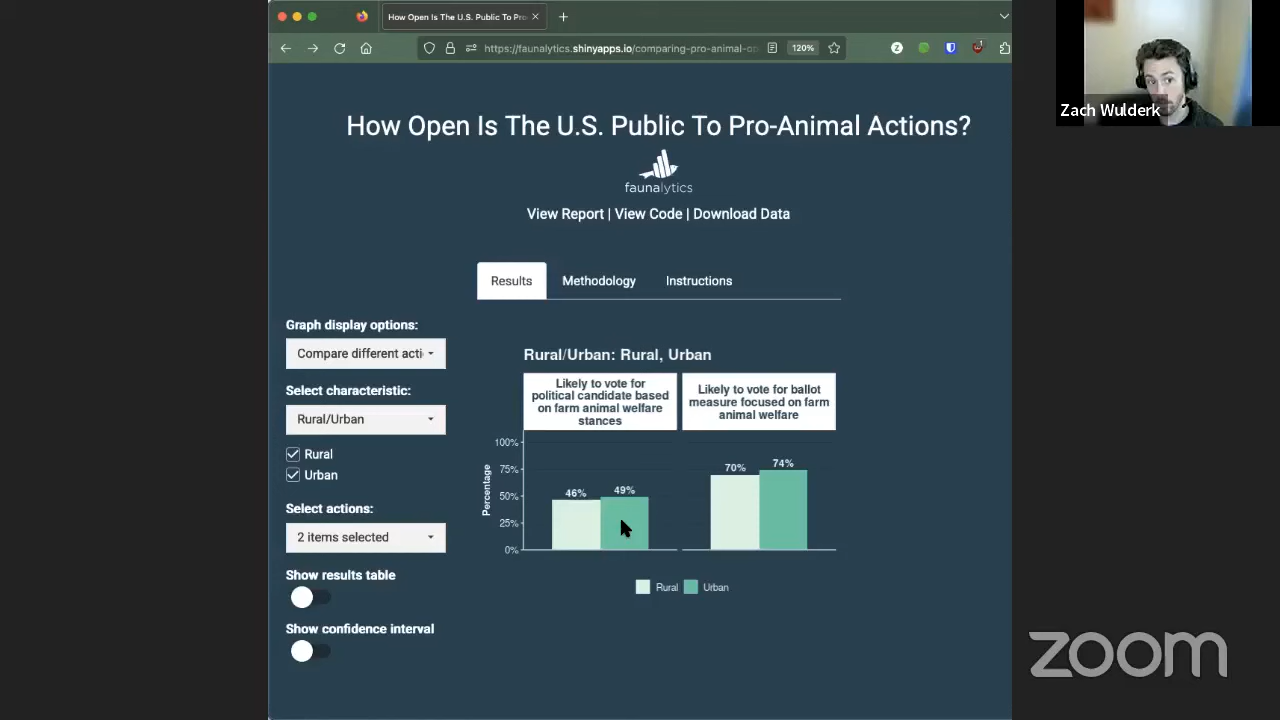 How Open Is The U.S. Public To Pro
https://faunalytics.shinyapps.io/comparing-pro-animal-op
120%
Zach Wulderk
How Open Is The U.S. Public To Pro-Animal Actions?
faunalytics
View Report | View Code | Download Data
Results
Methodology
Instructions
Graph display options:
Compare different acti
Select characteristic:
Rural/Urban
Rural
Urban
Select actions:
2 items selected
Show results table
Show confidence interval
Rural/Urban: Rural, Urban
Likely to vote for
political candidate based
on farm animal welfare
stances
Likely to vote for ballot
measure focused on farm
animal welfare
Percentage
100%
75%
50%
25%
0%
46%
49%
70%
74%
Rural
Urban
zoom